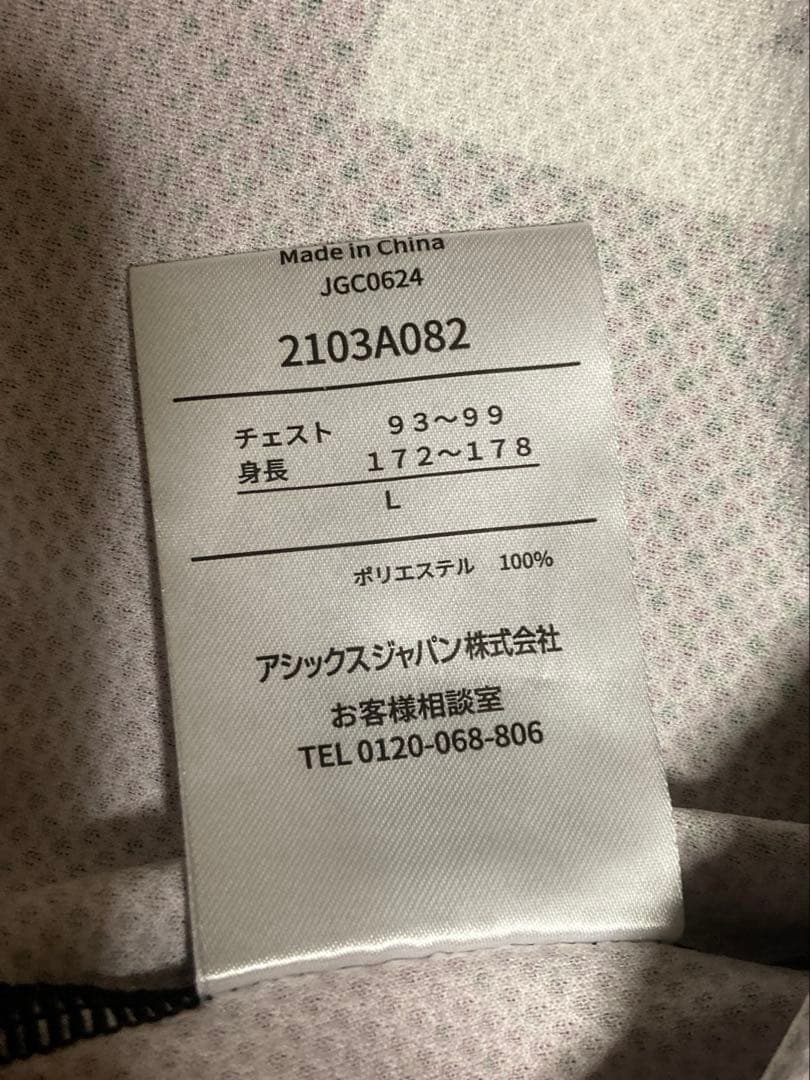 Made in China
JGC0624
2103A082
チェスト　９３～９９
身長　１７２～１７８
L
ポリエステル　100%
アシックスジャパン株式会社
お客様相談室
TEL 0120-068-806